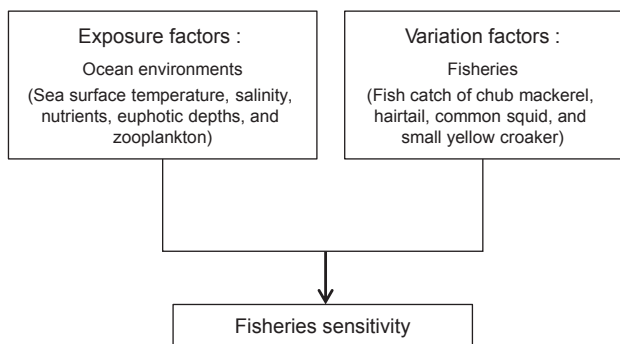 Exposure factors :
Ocean environments
(Sea surface temperature, salinity,
nutrients, euphotic depths, and
zooplankton)
Variation factors :
Fisheries
(Fish catch of chub mackerel,
hairtail, common squid, and
small yellow croaker)
Fisheries sensitivity